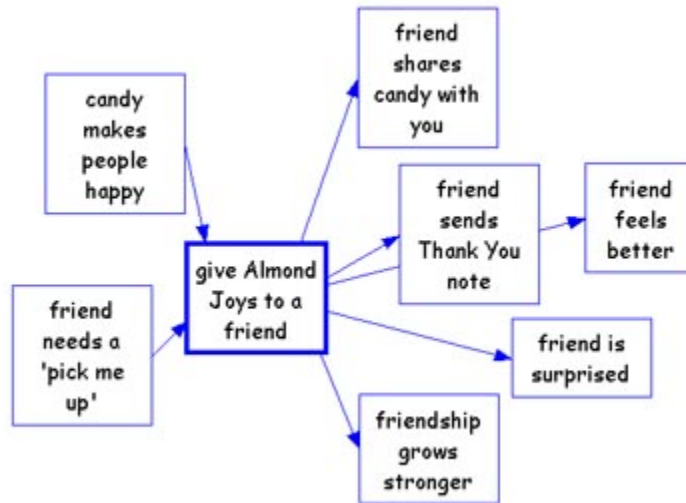 candy
makes
people
happy
friend
needs a
'pick me
up'
give Almond
Joys to a
friend
friend
shares
candy with
you
friend
sends
Thank You
note
friend
feels
better
friend is
surprised
friendship
grows
stronger